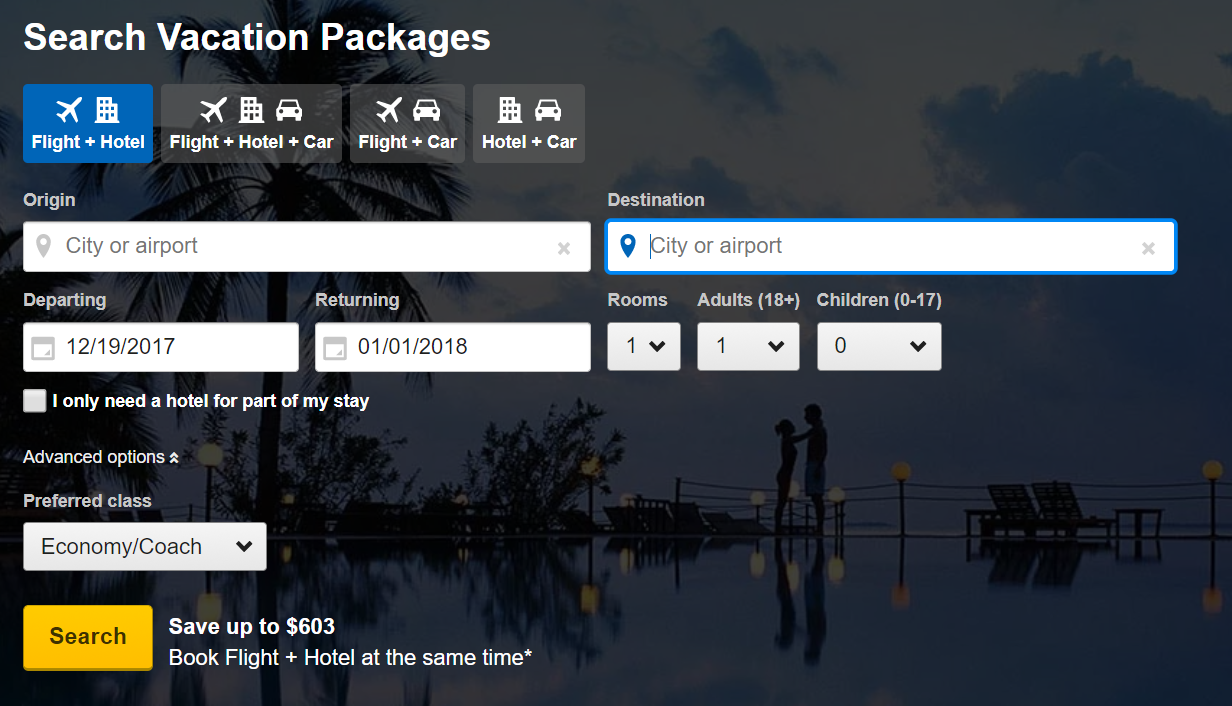 Search Vacation Packages
Flight + Hotel
Flight + Hotel + Car
Flight + Car
Hotel + Car
Origin
Destination
City or airport
City or airport
Departing
Returning
Rooms
Adults (18+)
Children (0-17)
12/19/2017
01/01/2018
1
1
0
I only need a hotel for part of my stay
Advanced options
Preferred class
Economy/Coach
Search
Save up to $603
Book Flight + Hotel at the same time*